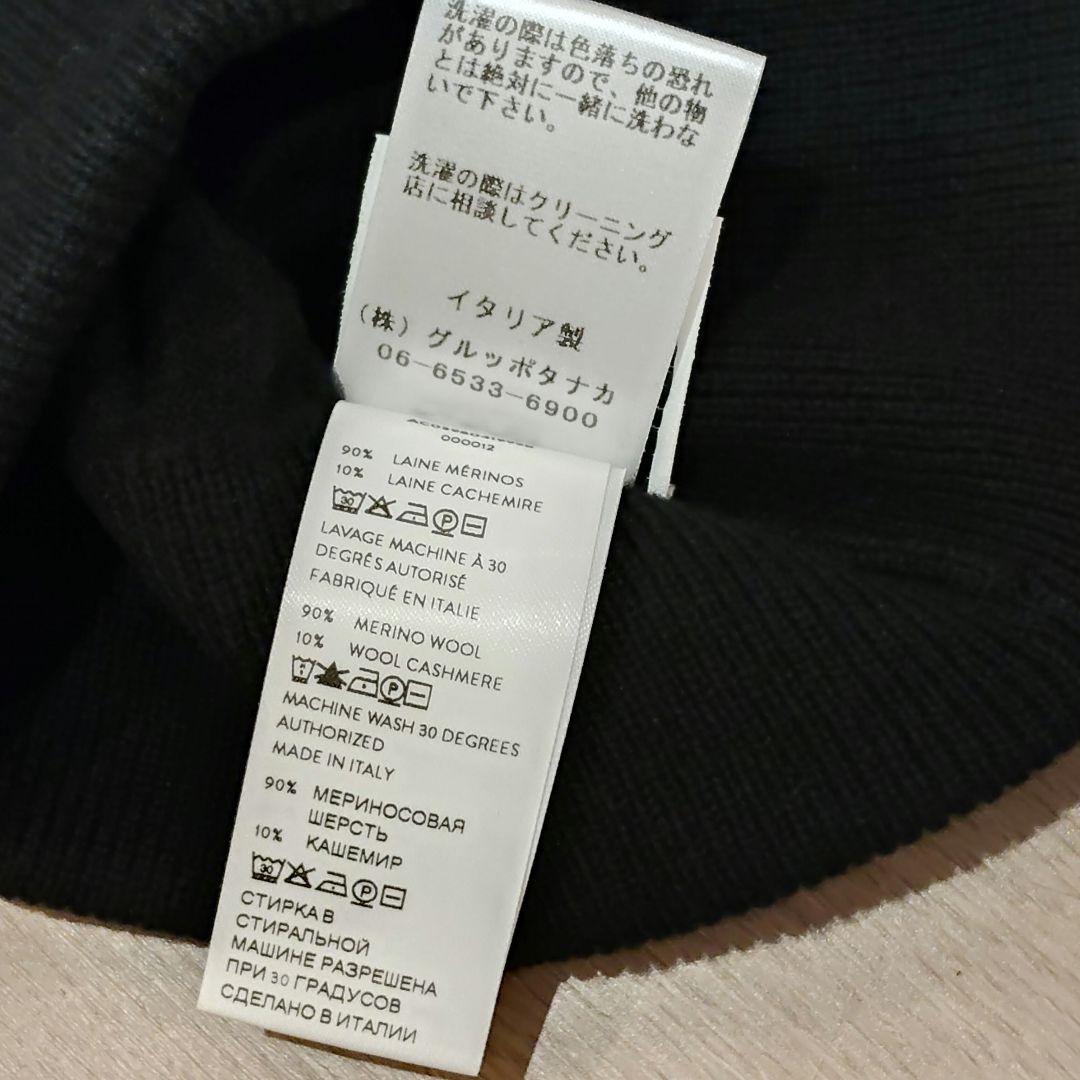 洗濯の際は色落ちの恐れ
がありますので、他の物
とは絶対に一緒に洗わな
いで下さい。
洗濯の際はクリーニング
店に相談してください。
イタリア製
（株）グルッポタナカ
06-6533-6900
000012
90% LAINE MÉRINOS
10% LAINE CACHEMIRE
30 P
LAVAGE MACHINE À 30
DEGRÉS AUTORISÉ
FABRIQUÉ EN ITALIE
90% MERINO WOOL
10% WOOL CASHMERE
P
MACHINE WASH 30 DEGREES
AUTHORIZED
MADE IN ITALY
90% МЕРИНОСОВАЯ
ШЕРСТЬ
10% КАШЕМИР
30 P
СТИРКА В
СТИРАЛЬНОЙ
МАШИНЕ РАЗРЕШЕНА
ПРИ 30 ГРАДУСОВ
СДЕЛАНО В ИТАЛИИ